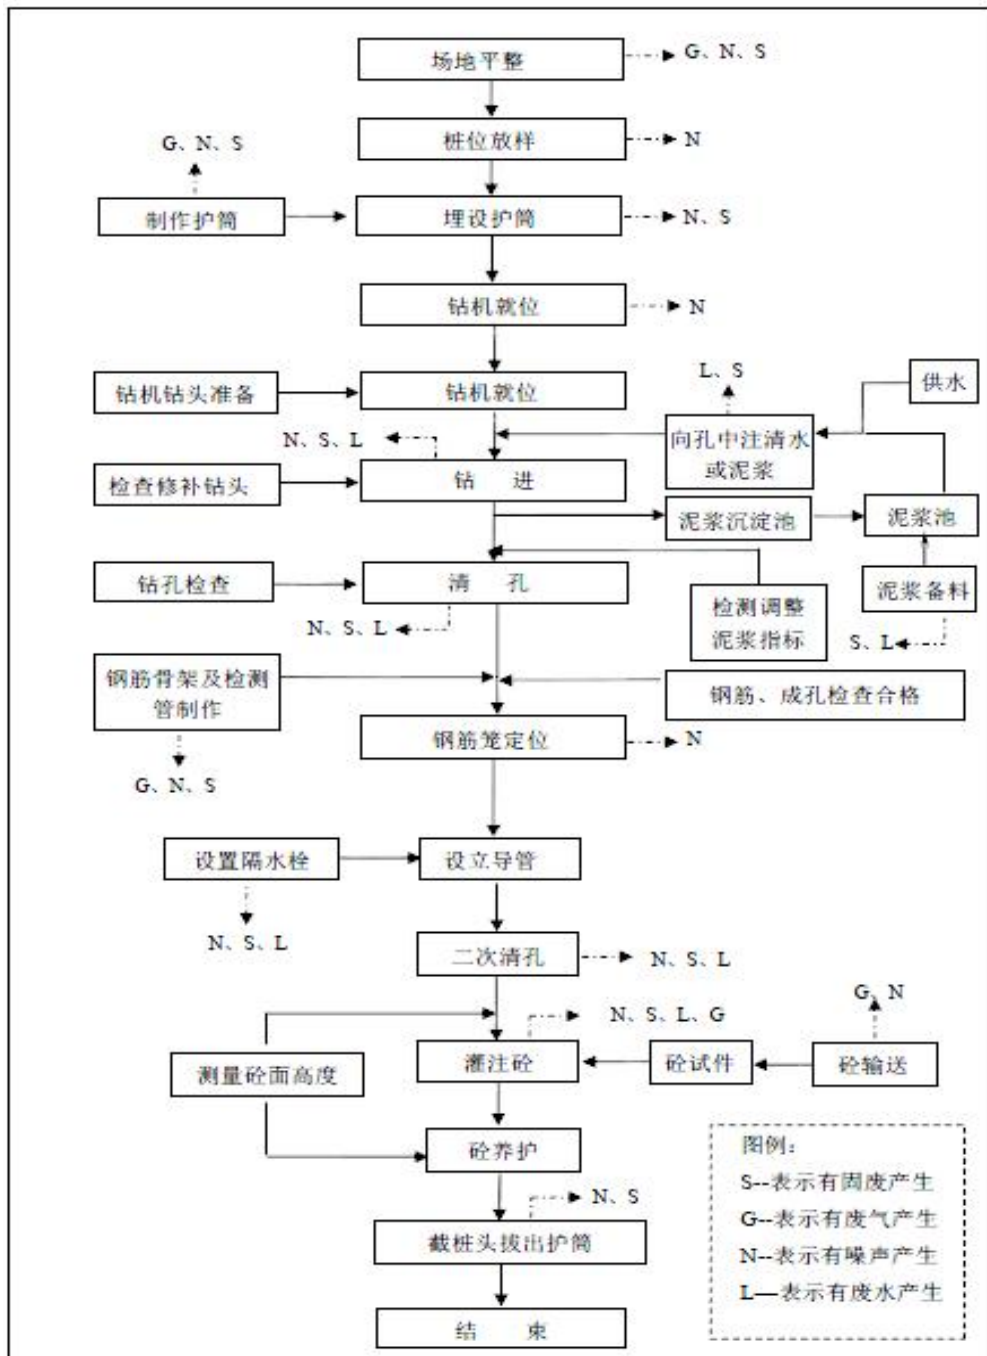 场地平整
G、N、S
桩位放样
N
G、N、S
制作护筒
埋设护筒
N、S
钻机就位
N
钻机钻头准备
钻机就位
L、S
供水
N、S、L
向孔中注清水
或泥浆
检查修补钻头
钻 进
泥浆沉淀池
泥浆池
钻孔检查
清 孔
检测调整
泥浆指标
泥浆备料
N、S、L
S、L
钢筋骨架及检测
管制作
钢筋、成孔检查合格
钢筋笼定位
N
G、N、S
设置隔水栓
设立导管
N、S、L
二次清孔
N、S、L
G、N
N、S、L、G
测量砼面高度
灌注砼
砼试件
砼输送
砼养护
N、S
截桩头拔出护筒
结 束
图例：
S--表示有固废产生
G--表示有废气产生
N--表示有噪声产生
L—表示有废水产生